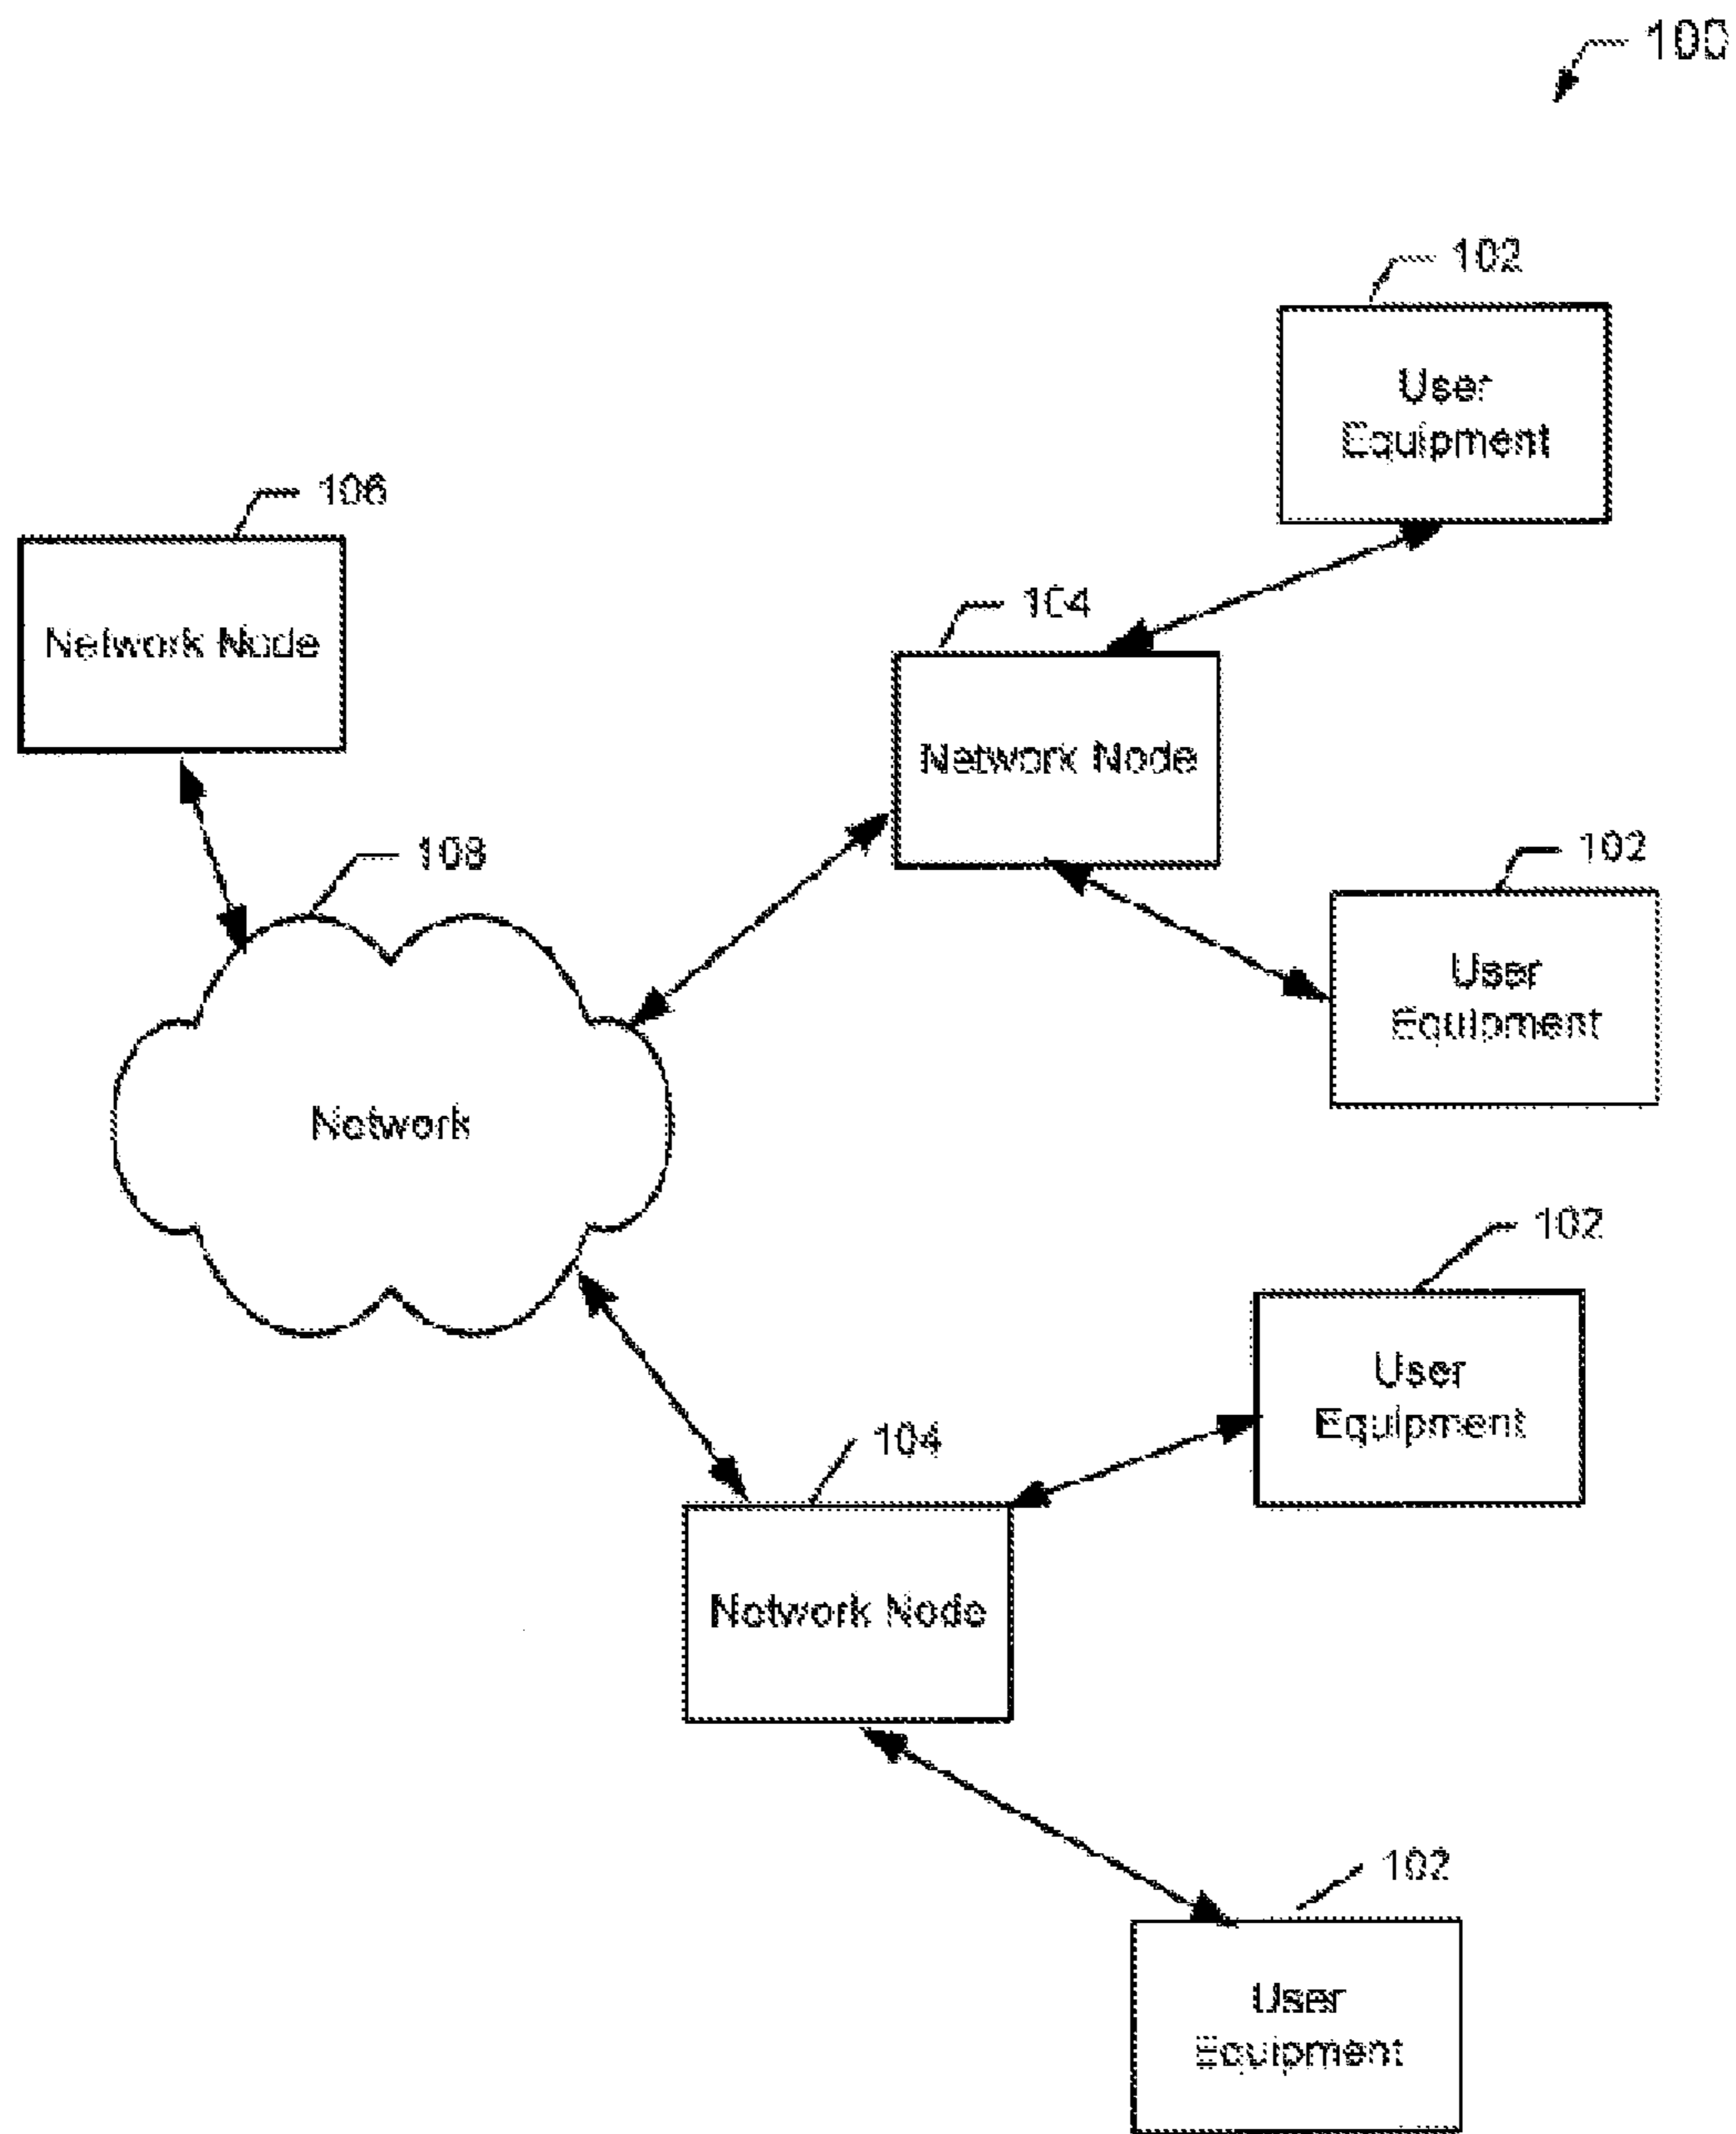 100
102
User
Equipment
106
Network Node
104
Network Node
108
102
User
Equipment
Network
102
User
Equipment
104
Network Node
102
User
Equipment